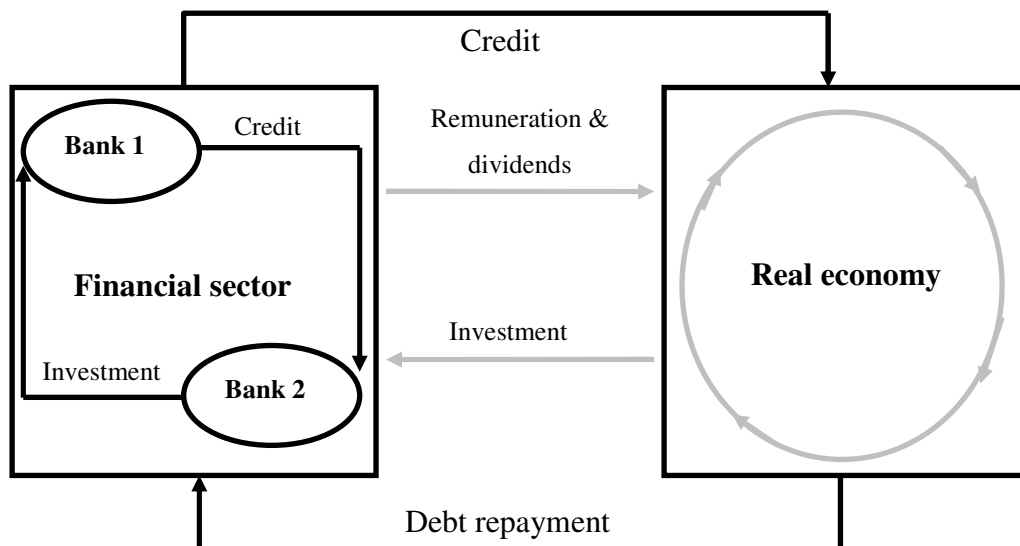 Credit
Bank 1
Credit
Remuneration &
dividends
Financial sector
Real economy
Investment
Investment
Bank 2
Debt repayment